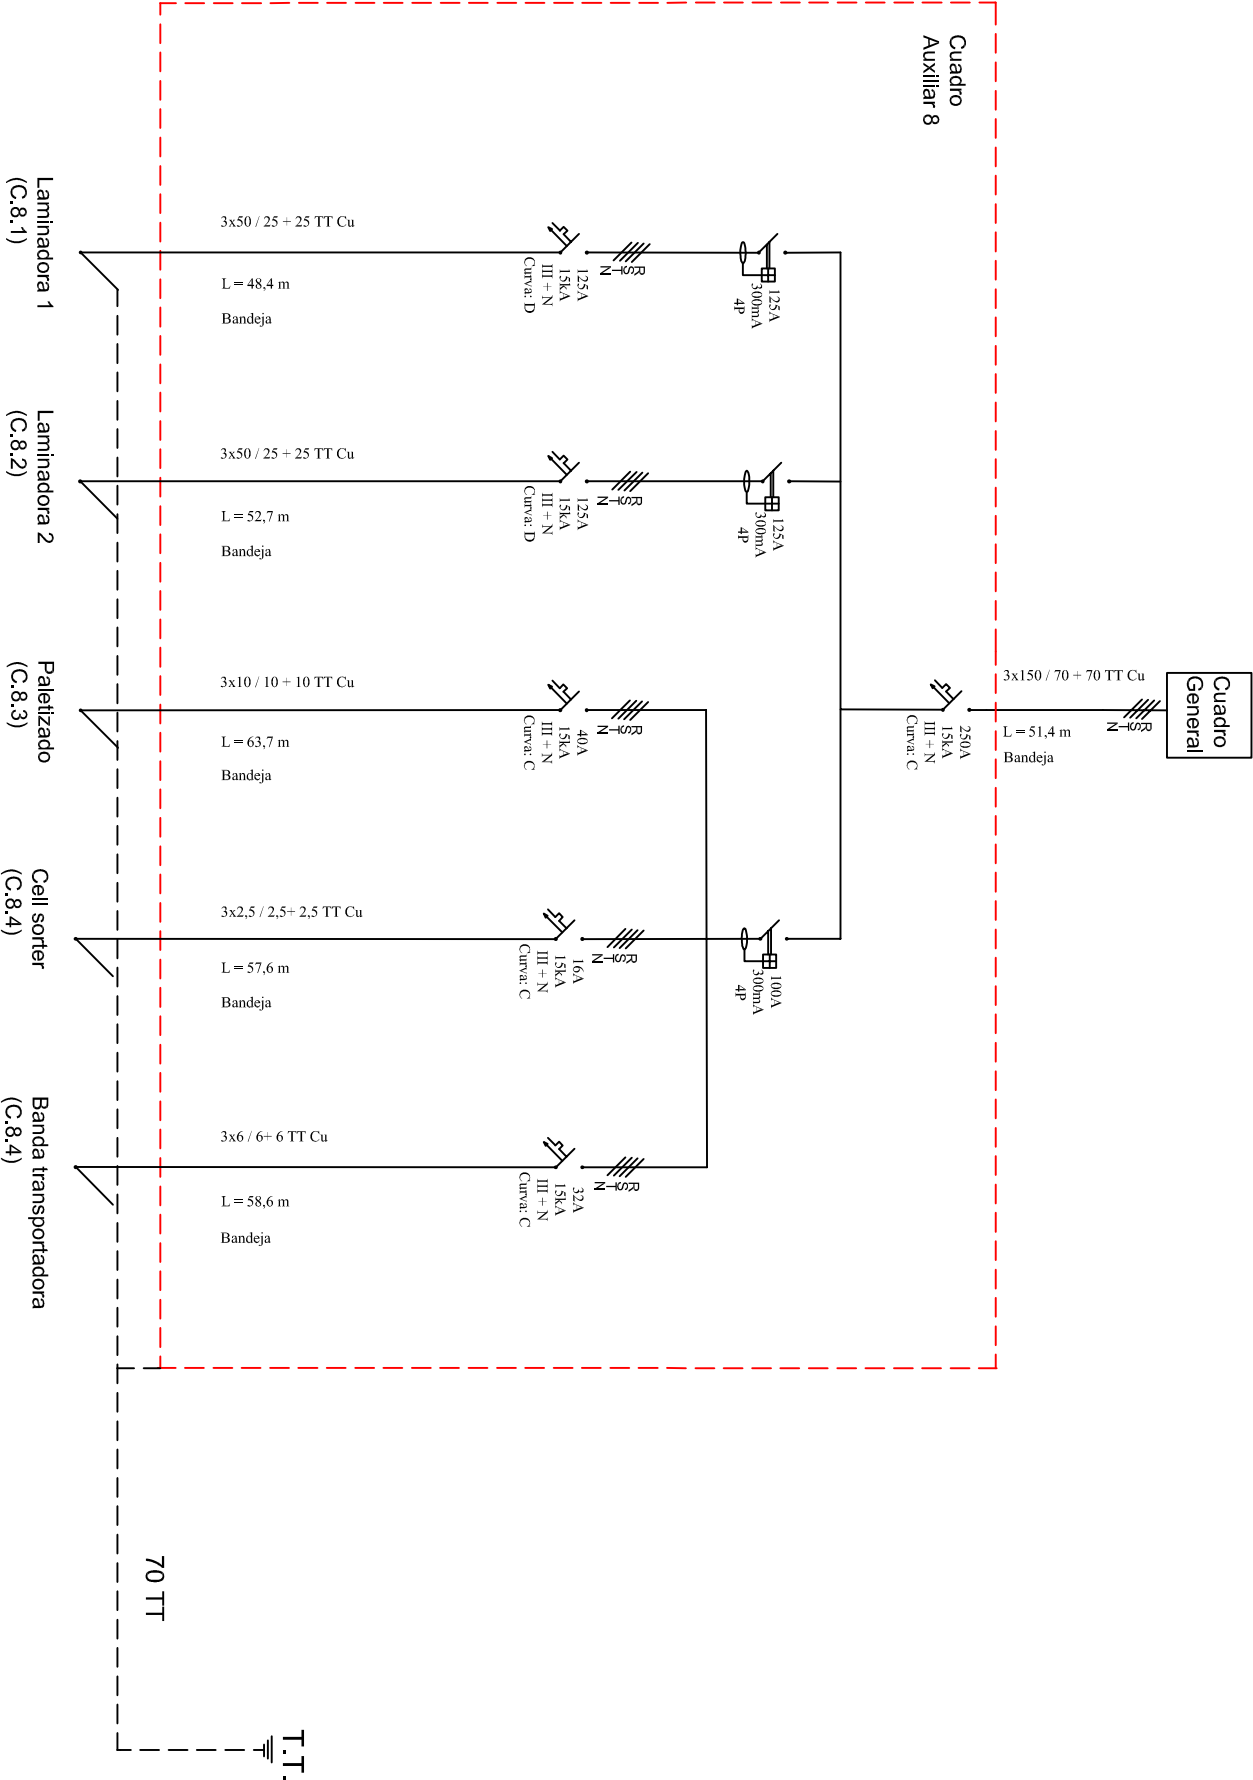 Cuadro
General
3x150 / 70 + 70 TT Cu
L = 51,4 m
Bandeja
R
S
T
N
Cuadro
Auxiliar 8
250A
15kA
III + N
Curva: C
125A
300mA
4P
125A
300mA
4P
100A
300mA
4P
R
S
T
N
125A
15kA
III + N
Curva: D
3x50 / 25 + 25 TT Cu
L = 48,4 m
Bandeja
Laminadora 1
(C.8.1)
R
S
T
N
125A
15kA
III + N
Curva: D
3x50 / 25 + 25 TT Cu
L = 52,7 m
Bandeja
Laminadora 2
(C.8.2)
R
S
T
N
40A
15kA
III + N
Curva: C
3x10 / 10 + 10 TT Cu
L = 63,7 m
Bandeja
Paletizado
(C.8.3)
R
S
T
N
16A
15kA
III + N
Curva: C
3x2,5 / 2,5+ 2,5 TT Cu
L = 57,6 m
Bandeja
Cell sorter
(C.8.4)
R
S
T
N
32A
15kA
III + N
Curva: C
3x6 / 6+ 6 TT Cu
L = 58,6 m
Bandeja
Banda transportadora
(C.8.4)
70 TT
T.T.